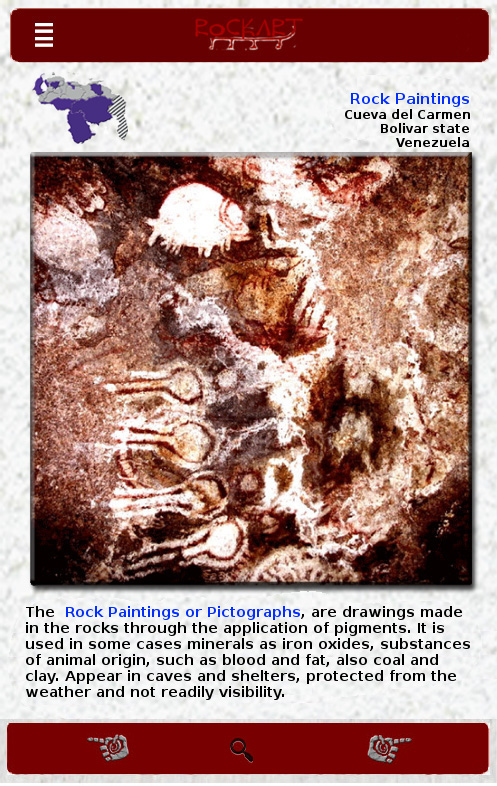 RoCKART
Rock Paintings
Cueva del Carmen
Bolivar state
Venezuela
The Rock Paintings or Pictographs, are drawings made
in the rocks through the application of pigments. It is
used in some cases minerals as iron oxides, substances
of animal origin, such as blood and fat, also coal and
clay. Appear in caves and shelters, protected from the
weather and not readily visibility.